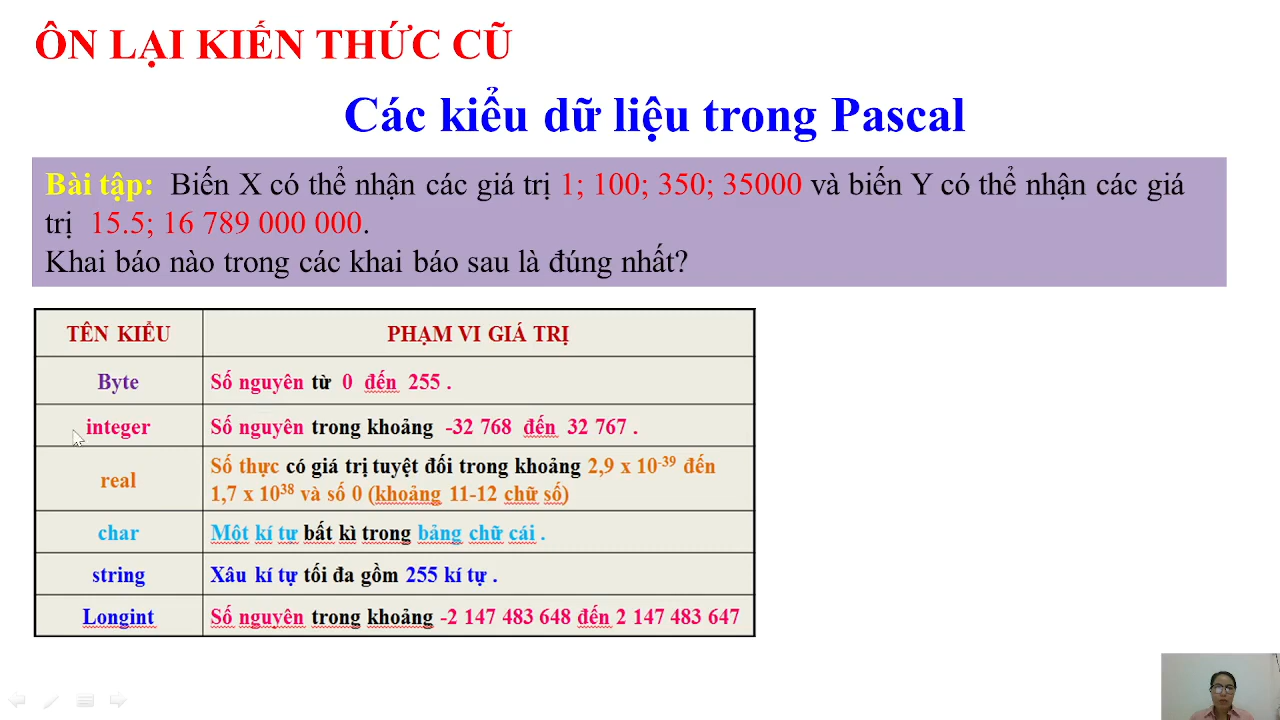 ÔN LẠI KIẾN THỨC CŨ
Các kiểu dữ liệu trong Pascal
Bài tập: Biến X có thể nhận các giá trị 1; 100; 350; 35000 và biến Y có thể nhận các giá
trị 15.5; 16 789 000 000.
Khai báo nào trong các khai báo sau là đúng nhất?
TÊN KIỂU PHẠM VI GIÁ TRỊ
Byte Số nguyên từ 0 đến 255 .
integer Số nguyên trong khoảng -32 768 đến 32 767 .
real Số thực có giá trị tuyệt đối trong khoảng 2,9 x 10⁻³⁹ đến
1,7 x 10³⁸ và số 0 (khoảng 11-12 chữ số)
char Một kí tự bất kì trong bảng chữ cái .
string Xâu kí tự tối đa gồm 255 kí tự .
Longint Số nguyên trong khoảng -2 147 483 648 đến 2 147 483 647